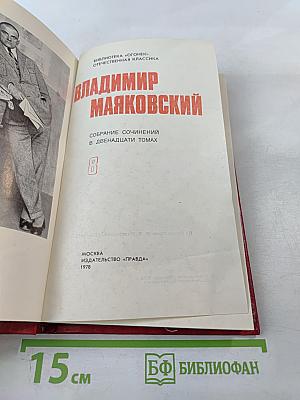 БИБЛИОТЕКА «ОГОНЕК»
ОТЕЧЕСТВЕННАЯ КЛАССИКА
ВЛАДИМИР
МАЯКОВСКИЙ
СОБРАНИЕ СОЧИНЕНИЙ
В ДВЕНАДЦАТИ ТОМАХ
8
МОСКВА
ИЗДАТЕЛЬСТВО «ПРАВДА»
1978
15 см
БФ БИБЛИОФАН